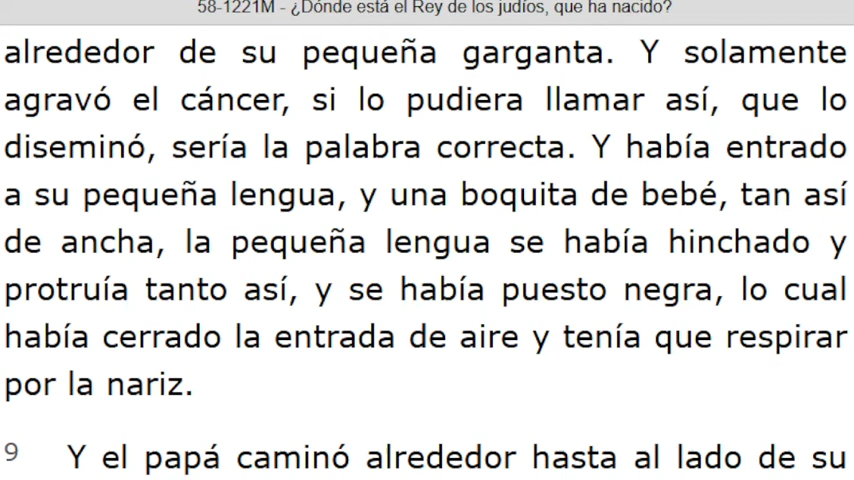 58-1221M - ¿Dónde está el Rey de los judíos, que ha nacido?
alrededor de su pequeña garganta. Y solamente
agravó el cáncer, si lo pudiera llamar así, que lo
diseminó, sería la palabra correcta. Y había entrado
a su pequeña lengua, y una boquita de bebé, tan así
de ancha, la pequeña lengua se había hinchado y
protruía tanto así, y se había puesto negra, lo cual
había cerrado la entrada de aire y tenía que respirar
por la nariz.
9 Y el papá caminó alrededor hasta al lado de su